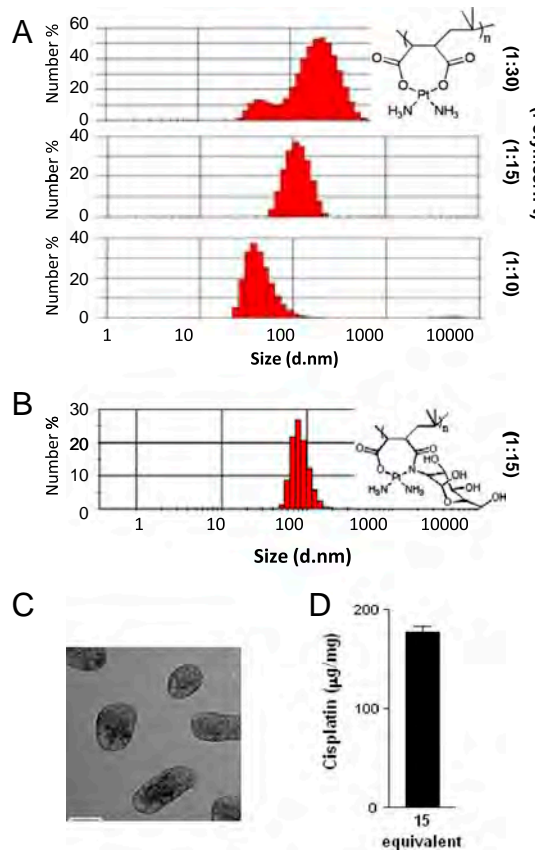 A
Number %
60
40
20
0
O
O
O
O
Pt
H₃N
NH₃
n
(1:30)
Number %
40
20
0
(1:15)
Number %
40
20
0
(1:10)
1 10 100 1000 10000
Size (d.nm)
B
Number %
30
20
10
0
O
O
O
N
Pt
H₃N
NH₃
n
HO
OH
OH
HO
O
OH
(1:15)
1 10 100 1000 10000
Size (d.nm)
C
D
Cisplatin (μg/mg)
200
100
0
15
equivalent